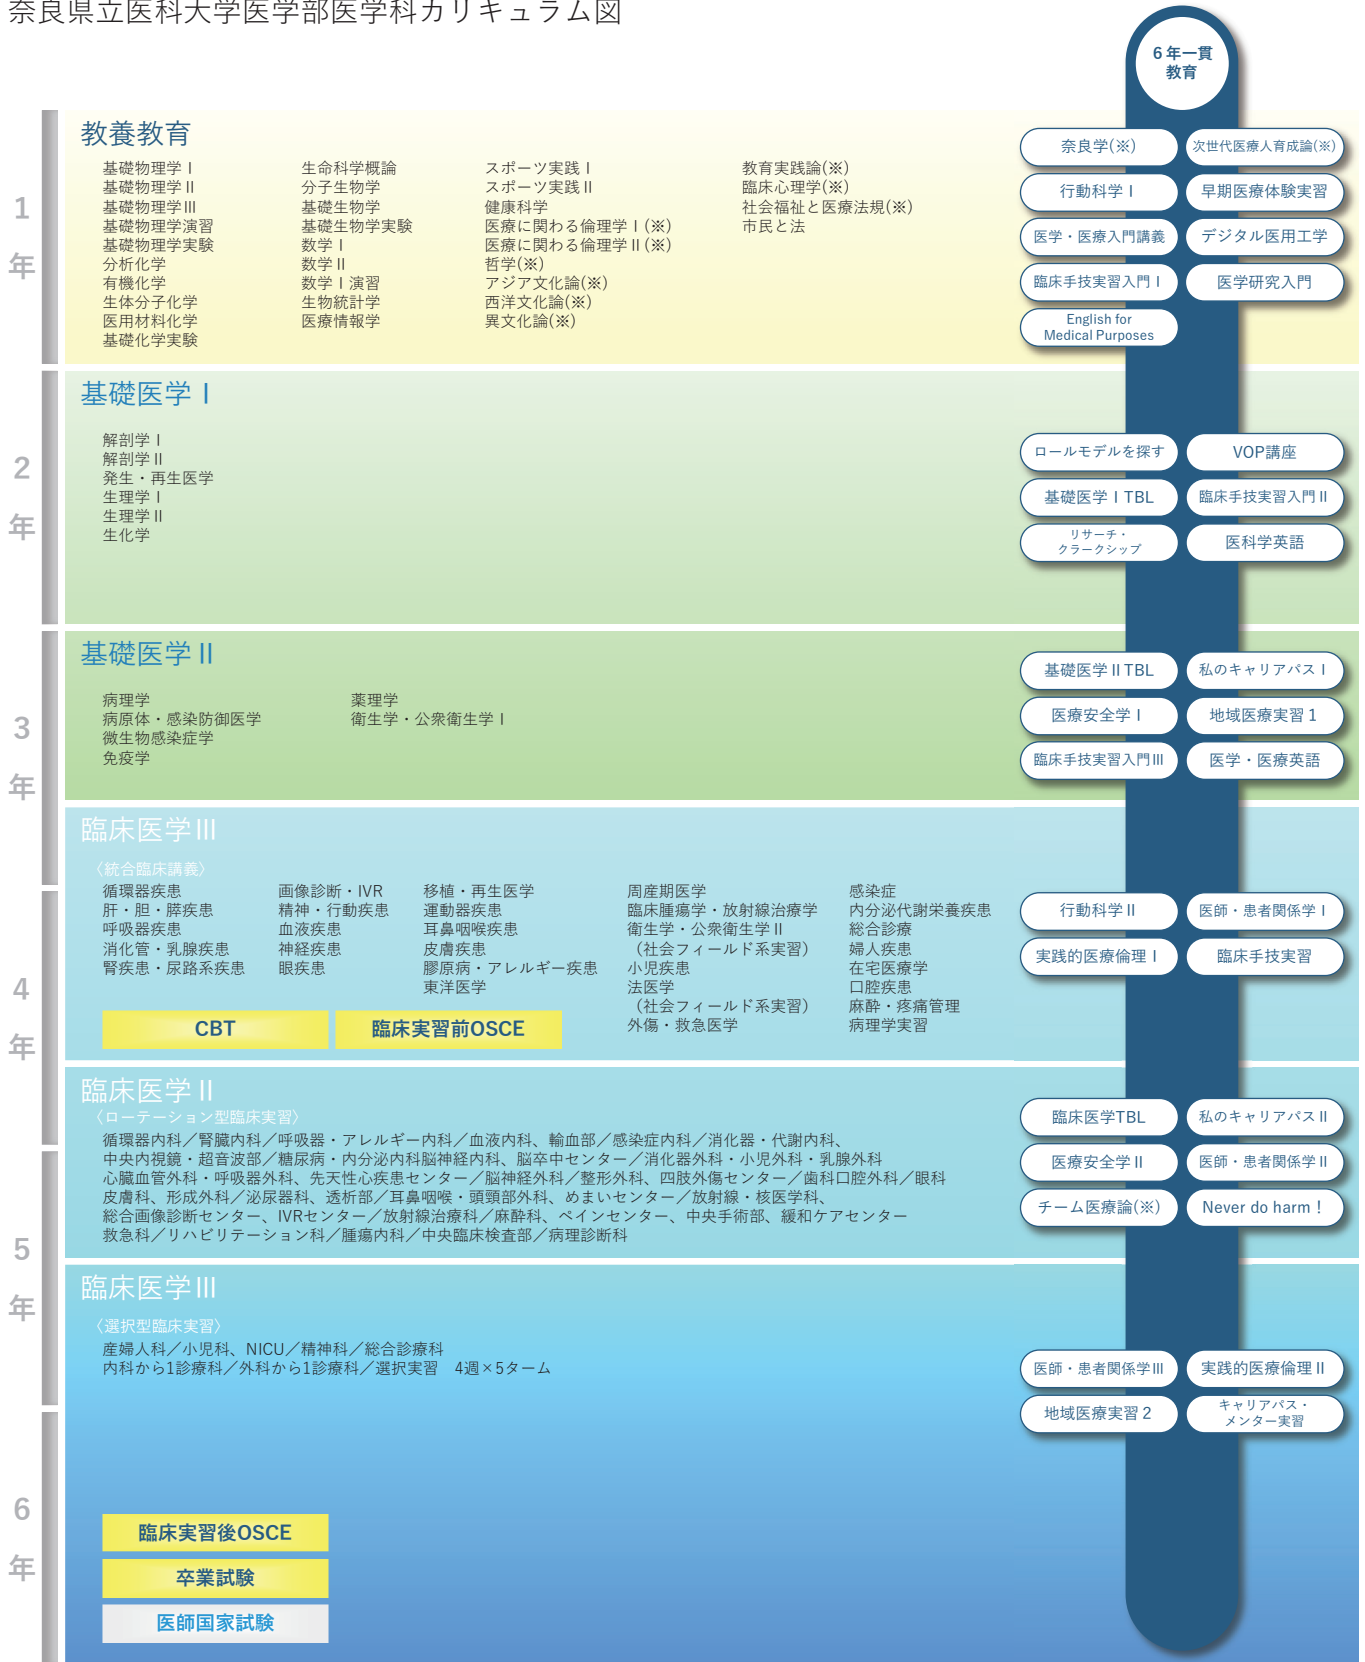 奈良県立医科大学医学部医学科カリキュラム図
6年一貫
教育
1
年
教養教育
基礎物理学Ⅰ
基礎物理学Ⅱ
基礎物理学Ⅲ
基礎物理学演習
基礎物理学実験
分析化学
有機化学
生体分子化学
医用材料化学
基礎化学実験
生命科学概論
分子生物学
基礎生物学
基礎生物学実験
数学Ⅰ
数学Ⅱ
数学Ⅰ演習
生物統計学
医療情報学
スポーツ実践Ⅰ
スポーツ実践Ⅱ
健康科学
医療に関わる倫理学Ⅰ(※)
医療に関わる倫理学Ⅱ(※)
哲学(※)
アジア文化論(※)
西洋文化論(※)
異文化論(※)
教育実践論(※)
臨床心理学(※)
社会福祉と医療法規(※)
市民と法
奈良学(※)
次世代医療人育成論(※)
行動科学Ⅰ
早期医療体験実習
医学・医療入門講義
デジタル医用工学
臨床手技実習入門Ⅰ
医学研究入門
English for
Medical Purposes
2
年
基礎医学Ⅰ
解剖学Ⅰ
解剖学Ⅱ
発生・再生医学
生理学Ⅰ
生理学Ⅱ
生化学
ロールモデルを探す
VOP講座
基礎医学ⅠTBL
臨床手技実習入門Ⅱ
リサーチ・
クラークシップ
医科学英語
3
年
基礎医学Ⅱ
病理学
病原体・感染防御医学
微生物感染症学
免疫学
薬理学
衛生学・公衆衛生学Ⅰ
基礎医学ⅡTBL
私のキャリアパスⅠ
医療安全学Ⅰ
地域医療実習1
臨床手技実習入門Ⅲ
医学・医療英語
臨床医学Ⅲ
〈統合臨床講義〉
循環器疾患
肝・胆・膵疾患
呼吸器疾患
消化管・乳腺疾患
腎疾患・尿路系疾患
画像診断・IVR
精神・行動疾患
血液疾患
神経疾患
眼疾患
移植・再生医学
運動器疾患
耳鼻咽喉疾患
皮膚疾患
膠原病・アレルギー疾患
東洋医学
周産期医学
臨床腫瘍学・放射線治療学
衛生学・公衆衛生学Ⅱ
（社会フィールド系実習）
小児疾患
法医学
（社会フィールド系実習）
外傷・救急医学
感染症
内分泌代謝栄養疾患
総合診療
婦人疾患
在宅医療学
口腔疾患
麻酔・疼痛管理
病理学実習
4
年
CBT
臨床実習前OSCE
行動科学Ⅱ
医師・患者関係学Ⅰ
実践的医療倫理Ⅰ
臨床手技実習
臨床医学Ⅱ
〈ローテーション型臨床実習〉
循環器内科／腎臓内科／呼吸器・アレルギー内科／血液内科、輸血部／感染症内科／消化器・代謝内科、
中央内視鏡・超音波部／糖尿病・内分泌内科脳神経内科、脳卒中センター／消化器外科・小児外科・乳腺外科
心臓血管外科・呼吸器外科、先天性心疾患センター／脳神経外科／整形外科、四肢外傷センター／歯科口腔外科／眼科
皮膚科、形成外科／泌尿器科、透析部／耳鼻咽喉・頭頸部外科、めまいセンター／放射線・核医学科、
総合画像診断センター、IVRセンター／放射線治療科／麻酔科、ペインセンター、中央手術部、緩和ケアセンター
救急科／リハビリテーション科／腫瘍内科／中央臨床検査部／病理診断科
臨床医学TBL
私のキャリアパスⅡ
医療安全学Ⅱ
医師・患者関係学Ⅱ
チーム医療論(※)
Never do harm！
5
年
臨床医学Ⅲ
〈選択型臨床実習〉
産婦人科／小児科、NICU／精神科／総合診療科
内科から1診療科／外科から1診療科／選択実習　4週×5ターム
医師・患者関係学Ⅲ
実践的医療倫理Ⅱ
地域医療実習2
キャリアパス・
メンター実習
6
年
臨床実習後OSCE
卒業試験
医師国家試験